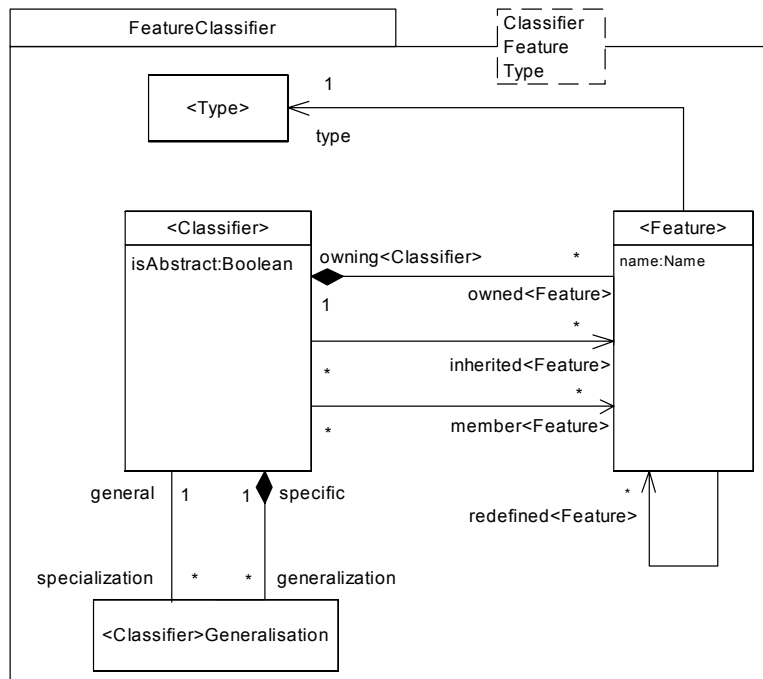 FeatureClassifier
Classifier
Feature
Type
<Type>
1
type
<Classifier>
isAbstract:Boolean
<Feature>
name:Name
owning<Classifier>
*
1
owned<Feature>
*
*
inherited<Feature>
*
*
member<Feature>
general
1
1
specific
*
redefined<Feature>
specialization
*
*
generalization
<Classifier>Generalisation